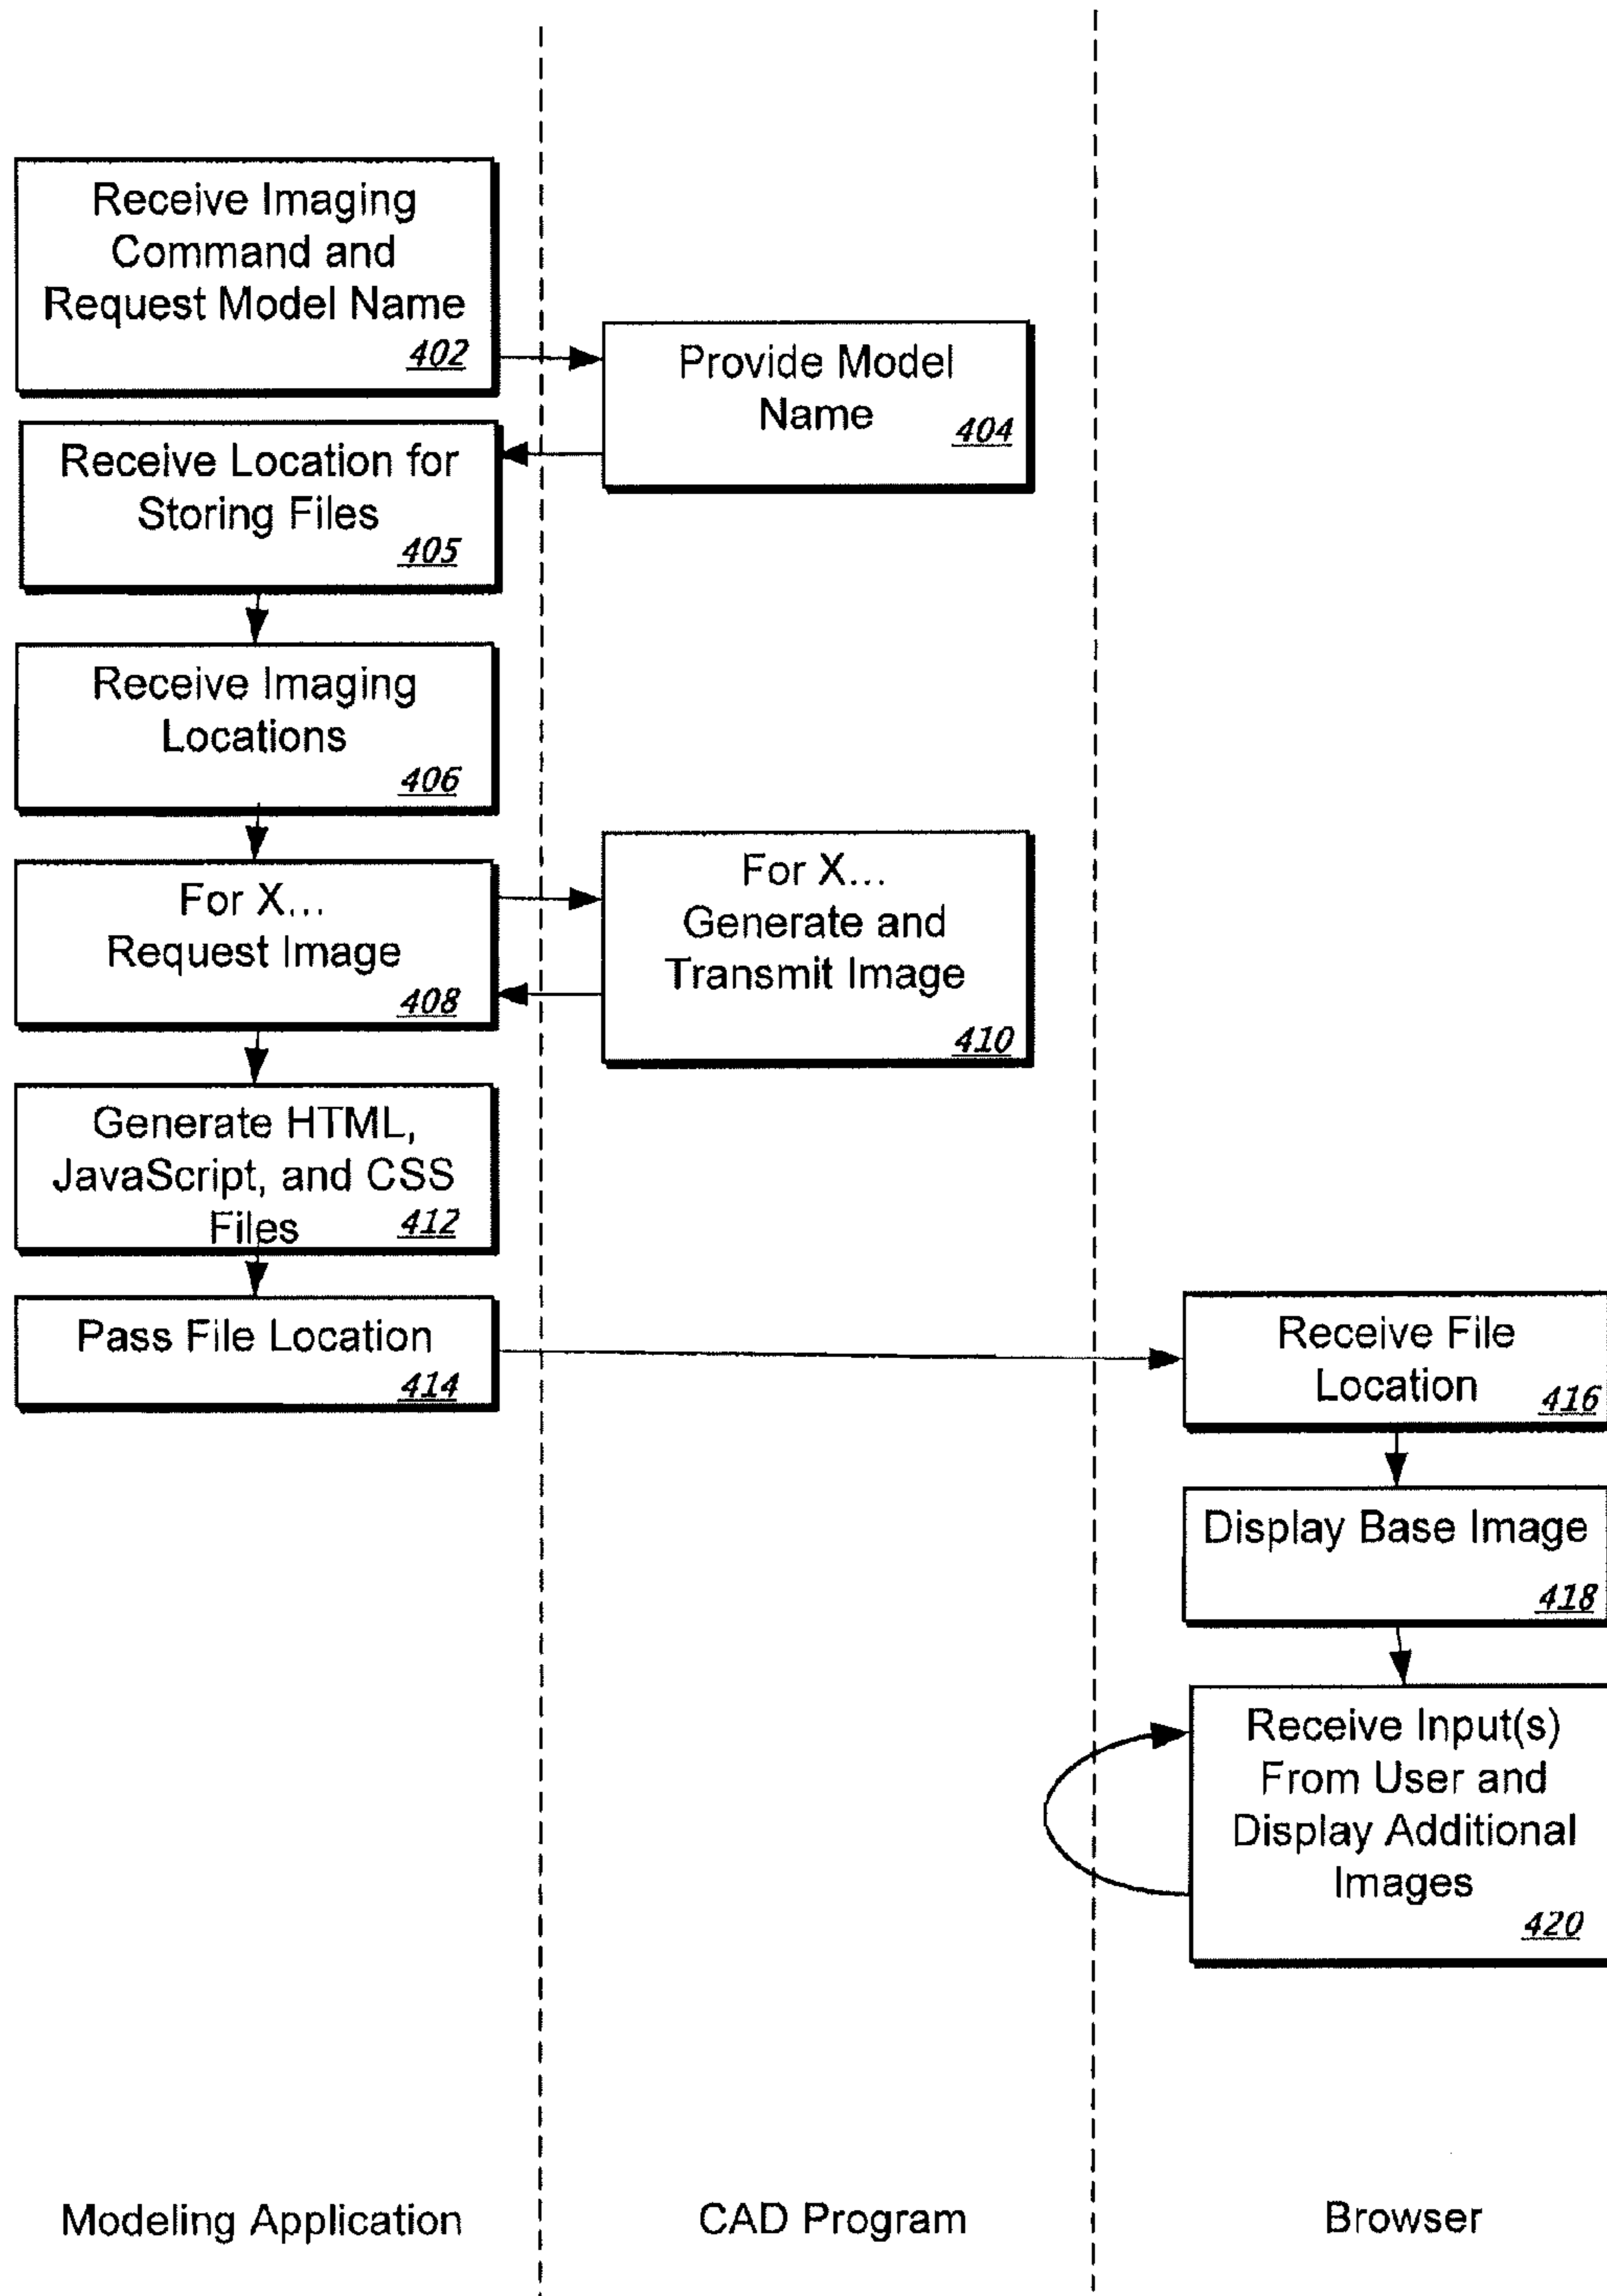 Receive Imaging
Command and
Request Model Name
402
Provide Model
Name
404
Receive Location for
Storing Files
405
Receive Imaging
Locations
406
For X...
Request Image
408
For X...
Generate and
Transmit Image
410
Generate HTML,
JavaScript, and CSS
Files
412
Pass File Location
414
Receive File
Location
416
Display Base Image
418
Receive Input(s)
From User and
Display Additional
Images
420
Modeling Application
CAD Program
Browser